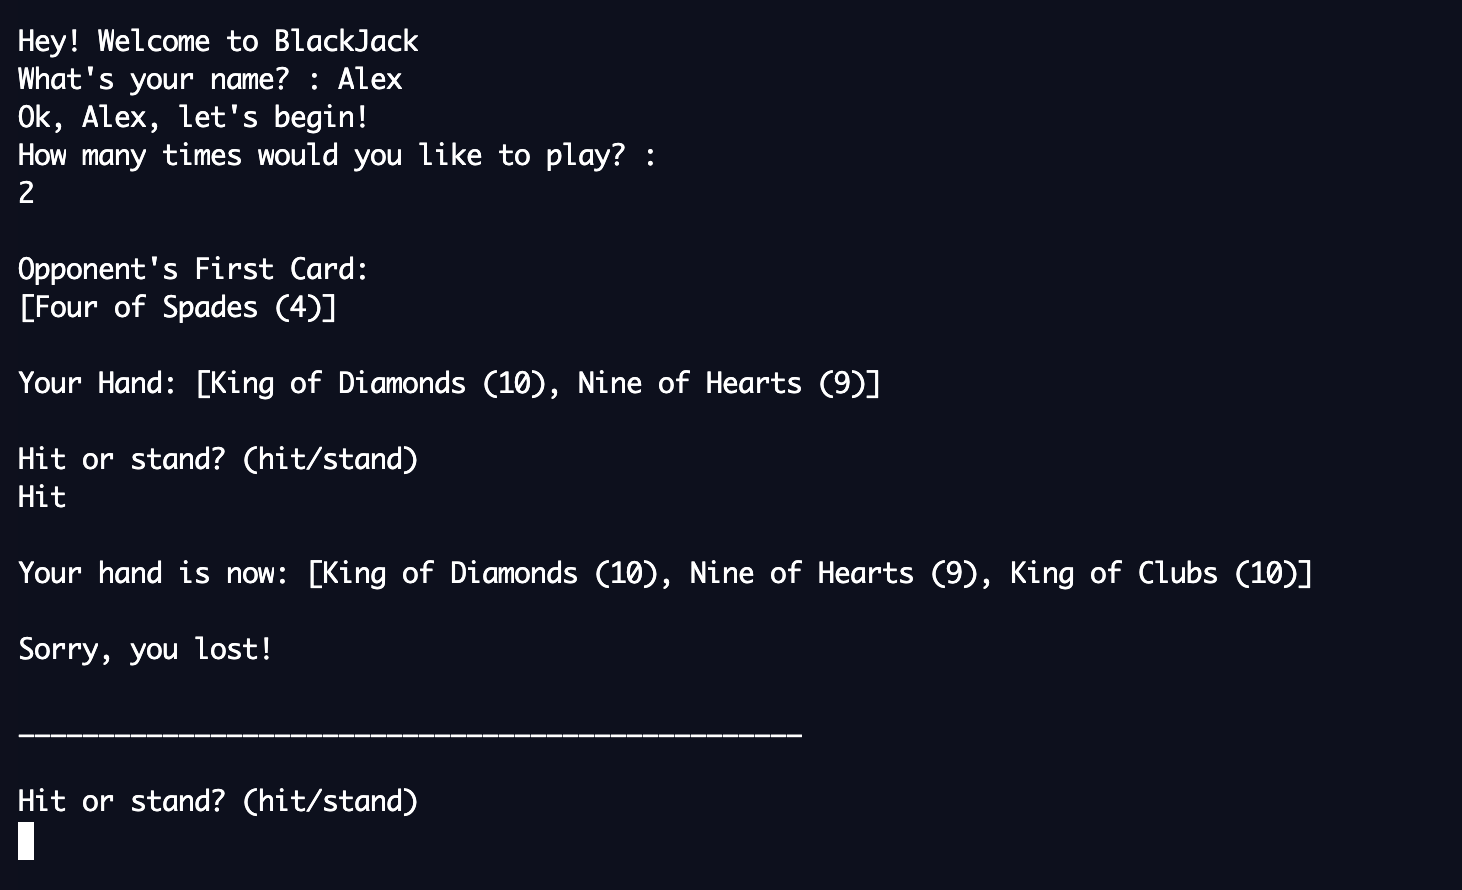 Hey! Welcome to BlackJack
What's your name? : Alex
Ok, Alex, let's begin!
How many times would you like to play? :
2
Opponent's First Card:
[Four of Spades (4)]
Your Hand: [King of Diamonds (10), Nine of Hearts (9)]
Hit or stand? (hit/stand)
Hit
Your hand is now: [King of Diamonds (10), Nine of Hearts (9), King of Clubs (10)]
Sorry, you lost!
_________________________________________________
Hit or stand? (hit/stand)